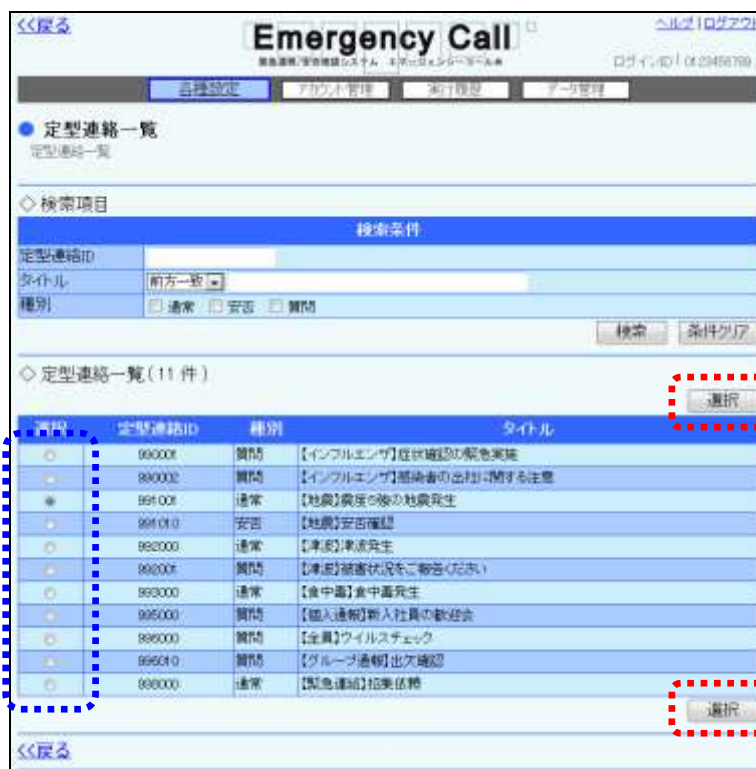 <<戻る
ヘルプ|ログアウト
Emergency Call
ログインID|0123456789
各種設定 アカウント管理 実行履歴 データ管理
定型連絡一覧
定型連絡一覧
◇検索項目
検索条件
定型連絡ID
タイトル 前方一致
種別 通常 安否 質問
検索 条件クリア
◇定型連絡一覧(11 件)
選択
選択 定型連絡ID 種別 タイトル
990001 質問 【インフルエンザ】症状確認の緊急実施
990002 質問 【インフルエンザ】感染者の出社に関する注意
991001 通常 【地震】震度5強の地震発生
991010 安否 【地震】安否確認
992000 通常 【津波】津波発生
992001 質問 【津波】被害状況をご報告ください
993000 通常 【食中毒】食中毒発生
995000 質問 【個人通報】新入社員の歓迎会
996000 質問 【全員】ウイルスチェック
996010 質問 【グループ通報】出欠確認
998000 通常 【緊急連絡】招集依頼
選択
<<戻る